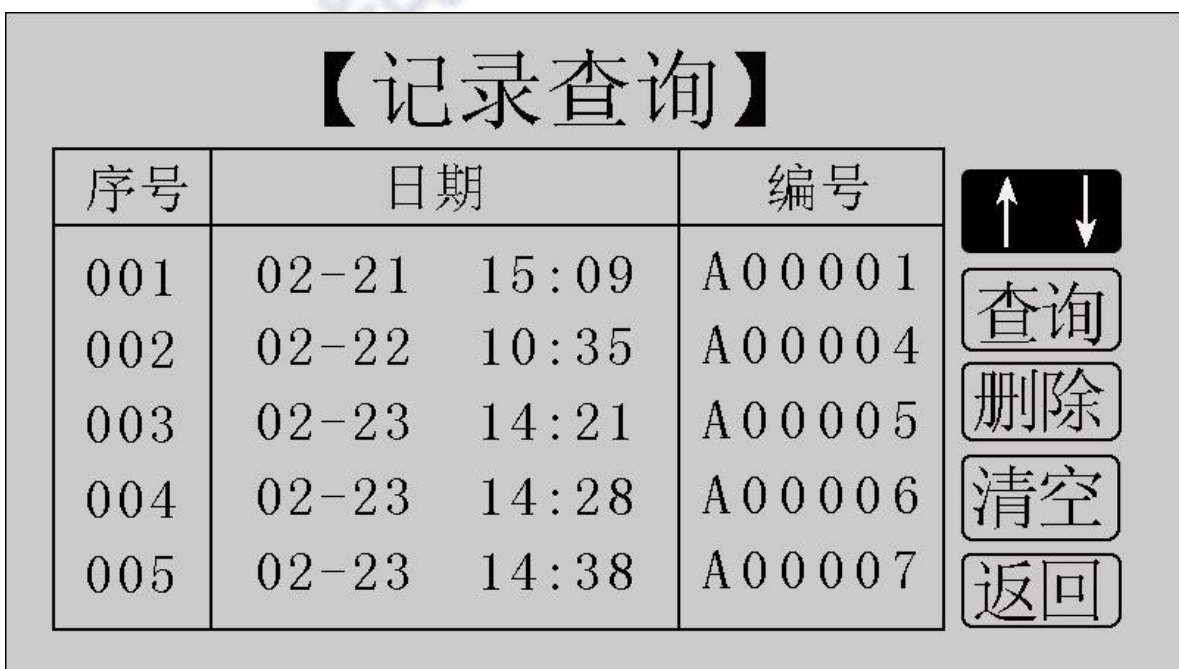 【记录查询】
序号 日期 编号
↑ ↓
001 02-21 15:09 A00001
查询
002 02-22 10:35 A00004
删除
003 02-23 14:21 A00005
004 02-23 14:28 A00006
清空
005 02-23 14:38 A00007
返回